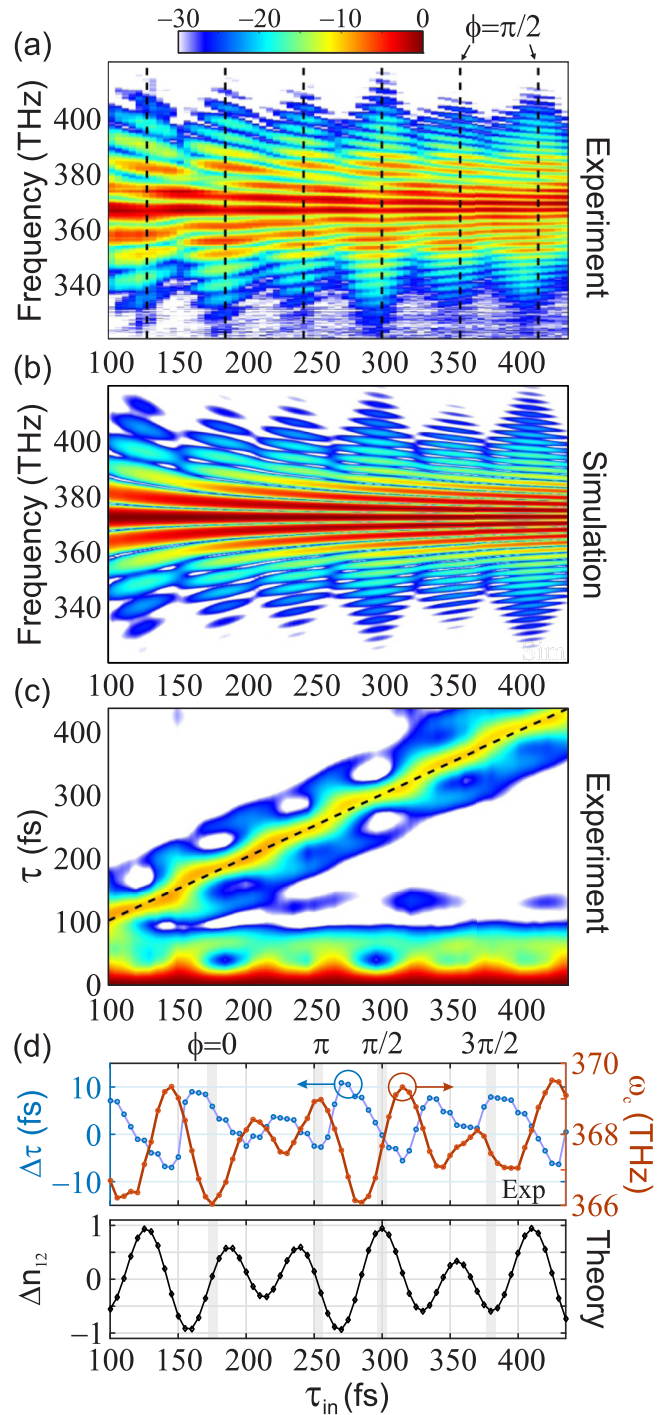 −30 −20 −10 0
(a)
ϕ=π/2
400
380
360
340
Frequency (THz)
Experiment
100 150 200 250 300 350 400
(b)
400
380
360
340
Frequency (THz)
Simulation
100 150 200 250 300 350 400
(c)
400
300
200
100
0
τ (fs)
Experiment
100 150 200 250 300 350 400
(d)
ϕ=0 π π/2 3π/2
10
0
−10
Δτ (fs)
370
368
366
ω_c (THz)
Exp
1
0
−1
Δn₁₂
Theory
100 150 200 250 300 350 400
τ_in (fs)